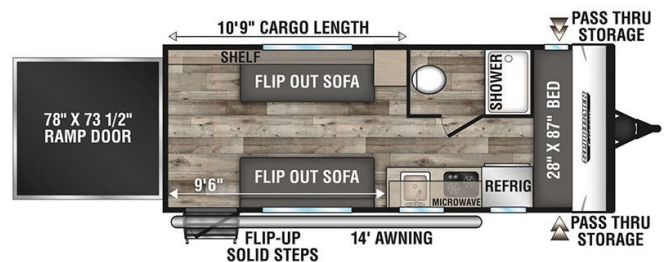 10'9" CARGO LENGTH
PASS THRU
STORAGE
SHELF
FLIP OUT SOFA
SHOWER
78" X 73 1/2"
RAMP DOOR
28" X 87" BED
9'6"
FLIP OUT SOFA
REFRIG
MICROWAVE
FLIP-UP
SOLID STEPS
14' AWNING
PASS THRU
STORAGE